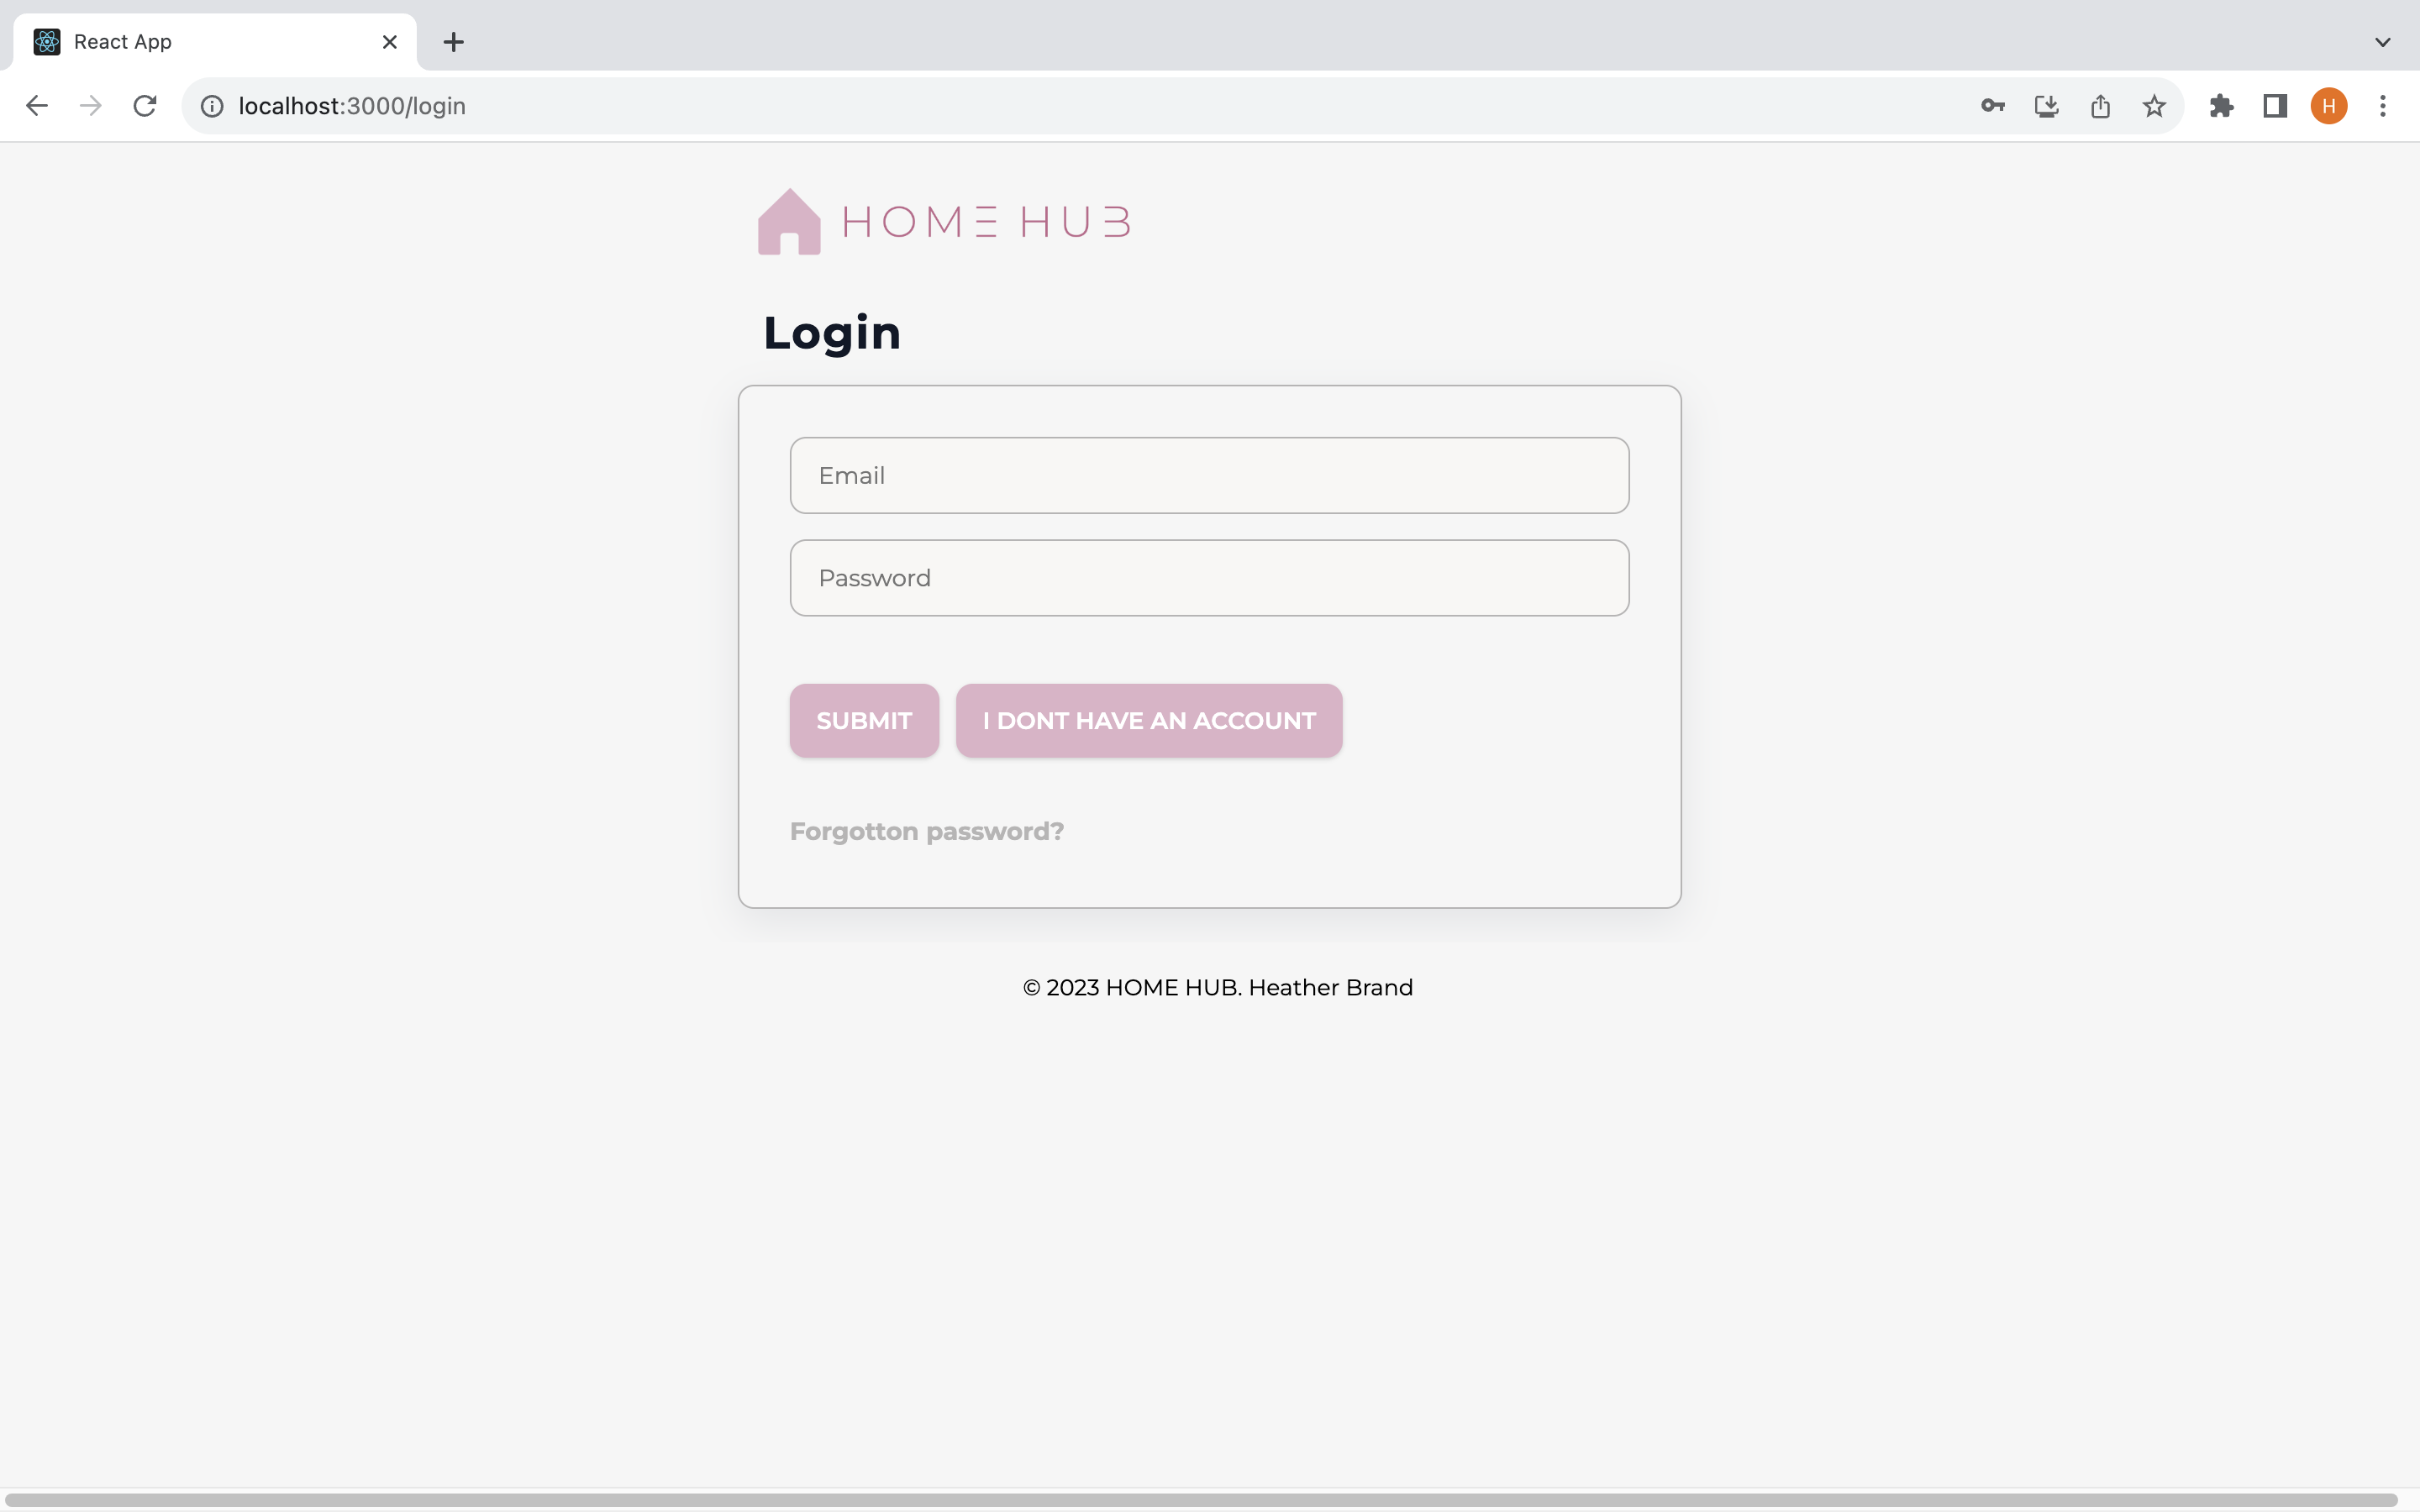 React App
localhost:3000/login
H
HOME HUB
Login
Email
Password
SUBMIT
I DONT HAVE AN ACCOUNT
Forgotton password?
© 2023 HOME HUB. Heather Brand